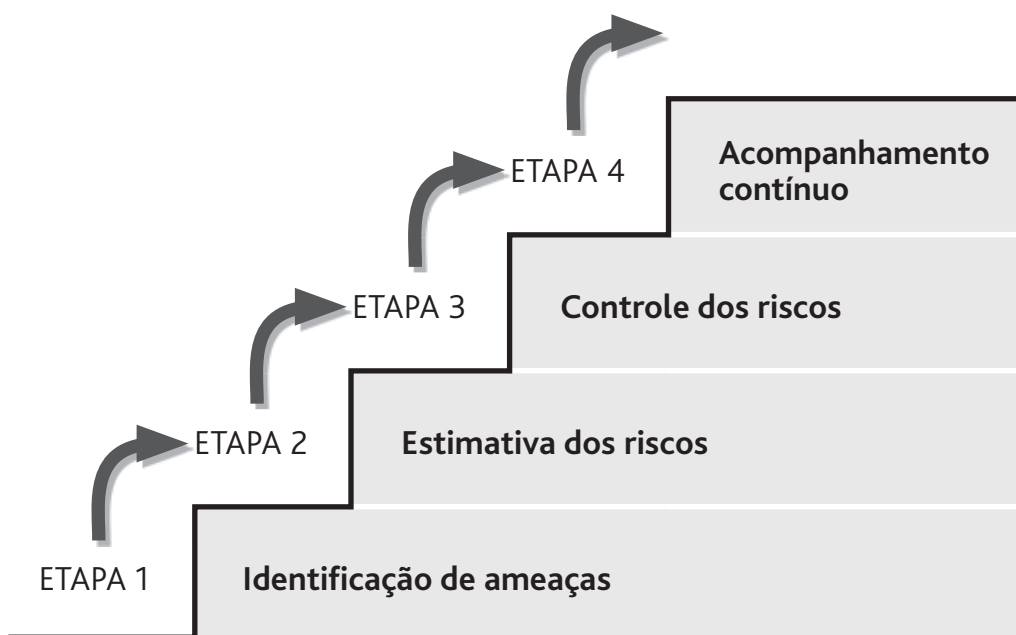 ETAPA 4
Acompanhamento
contínuo
ETAPA 3
Controle dos riscos
ETAPA 2
Estimativa dos riscos
ETAPA 1
Identificação de ameaças